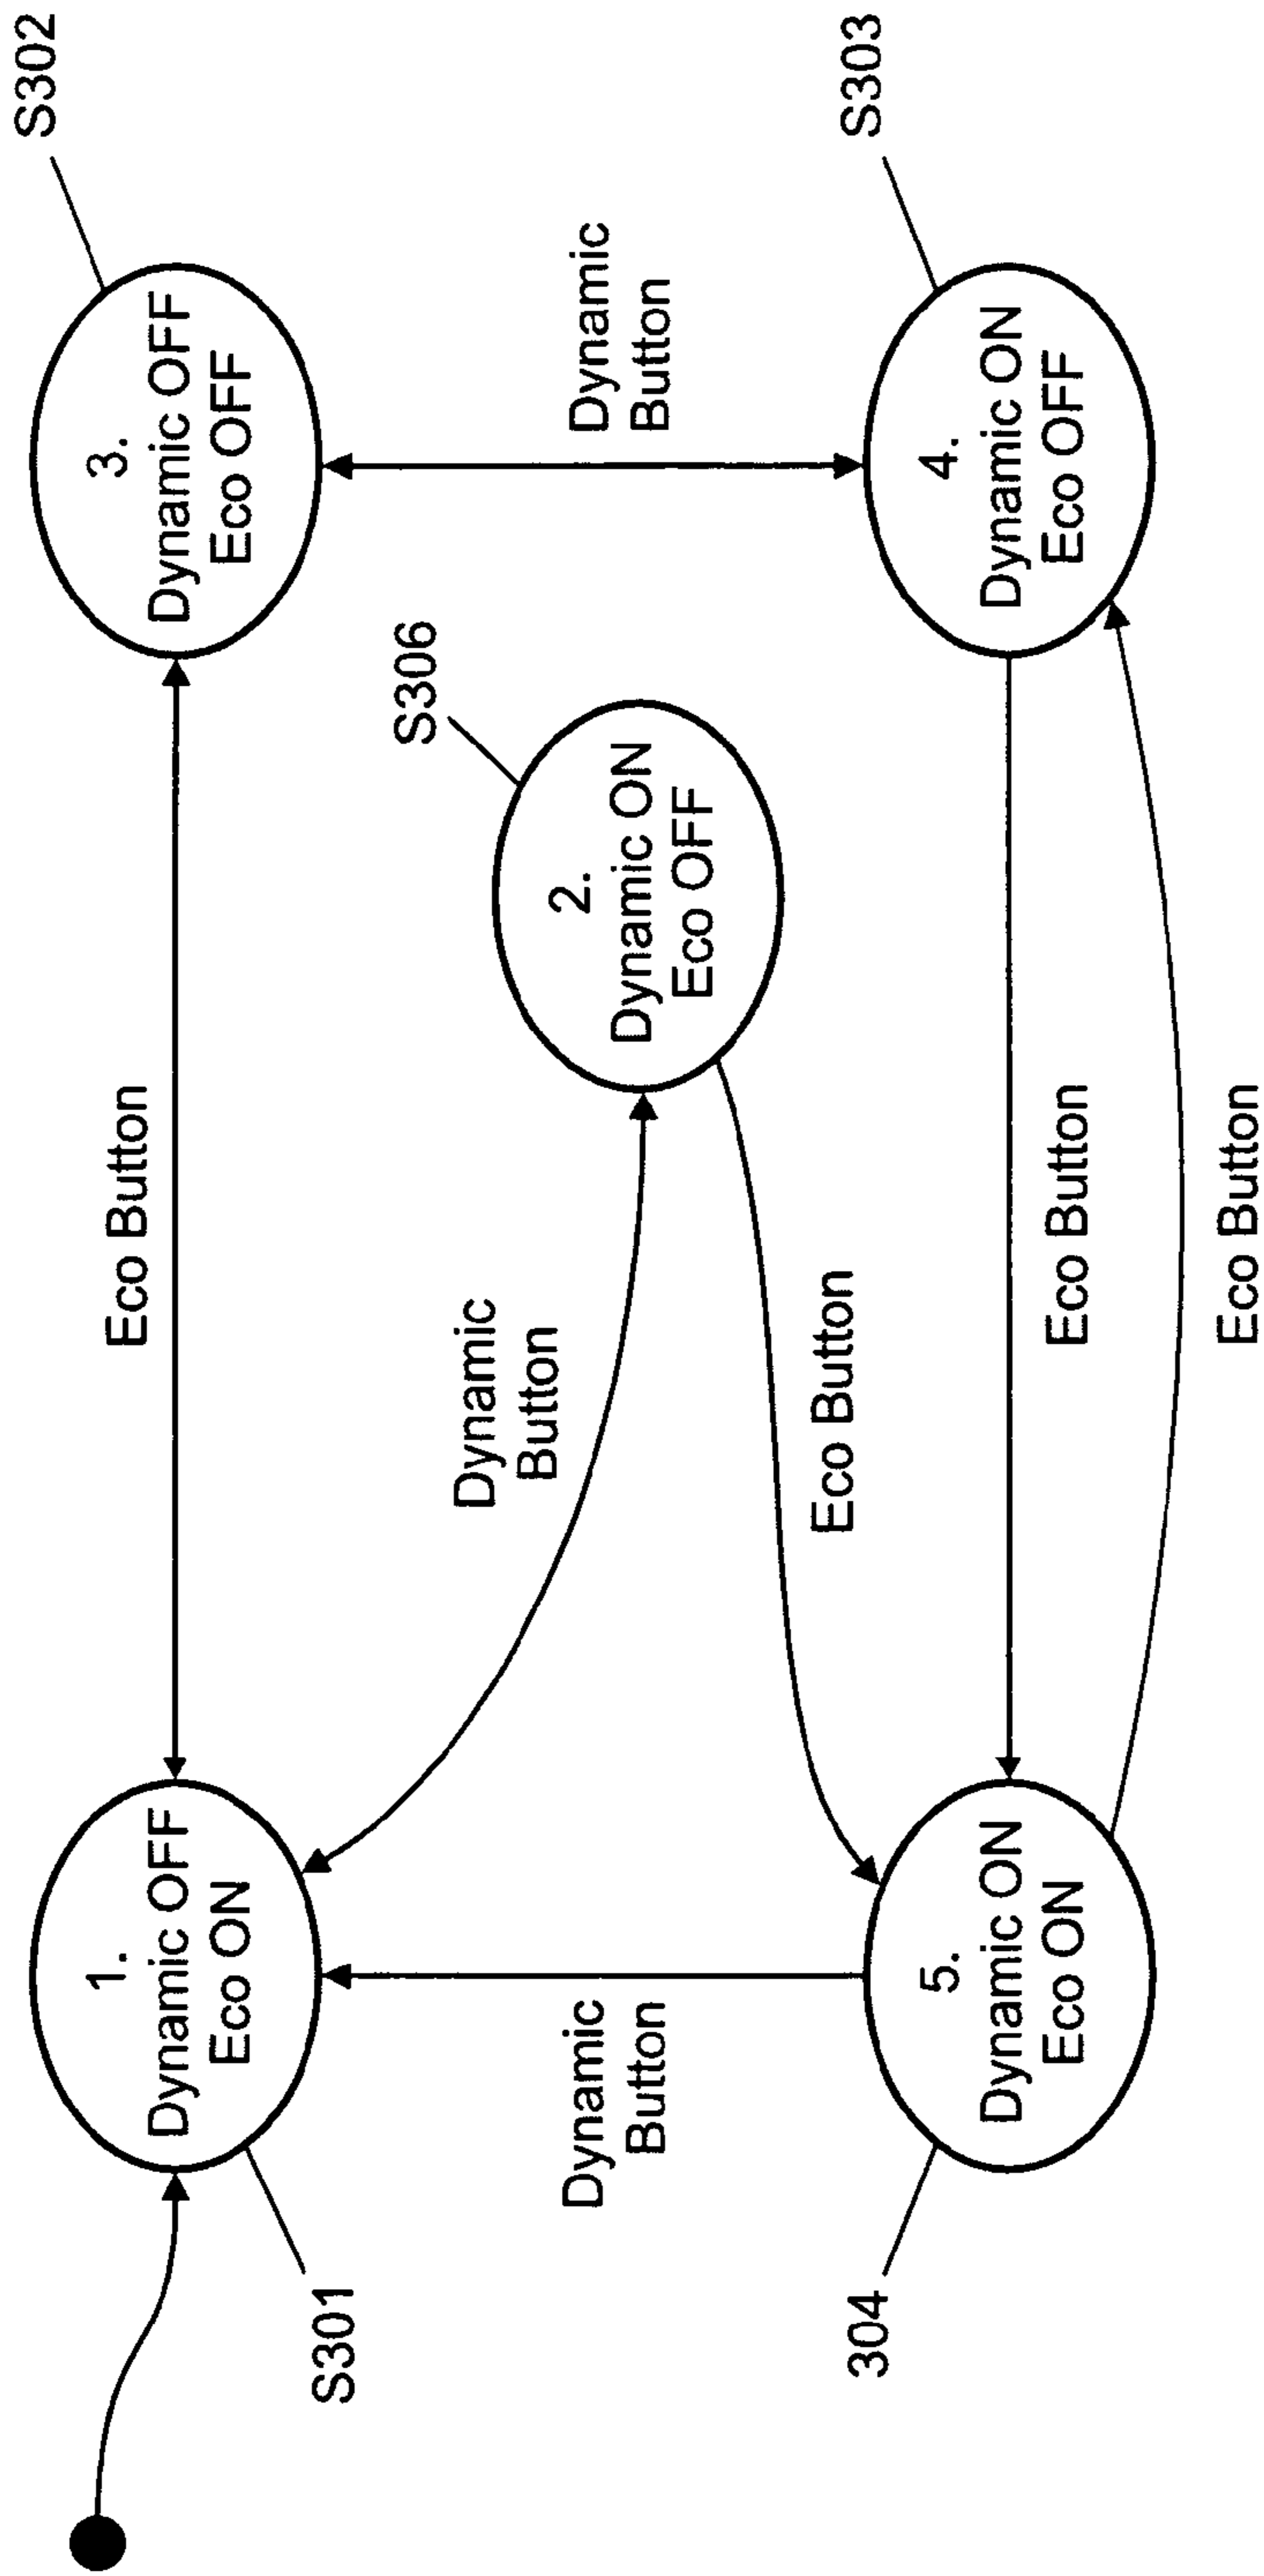 S302
3.
Dynamic OFF
Eco OFF
Eco Button
1.
Dynamic OFF
Eco ON
S301
S306
2.
Dynamic ON
Eco OFF
Dynamic
Button
Dynamic
Button
Dynamic
Button
Eco Button
S303
4.
Dynamic ON
Eco OFF
5.
Dynamic ON
Eco ON
304
Eco Button
Eco Button